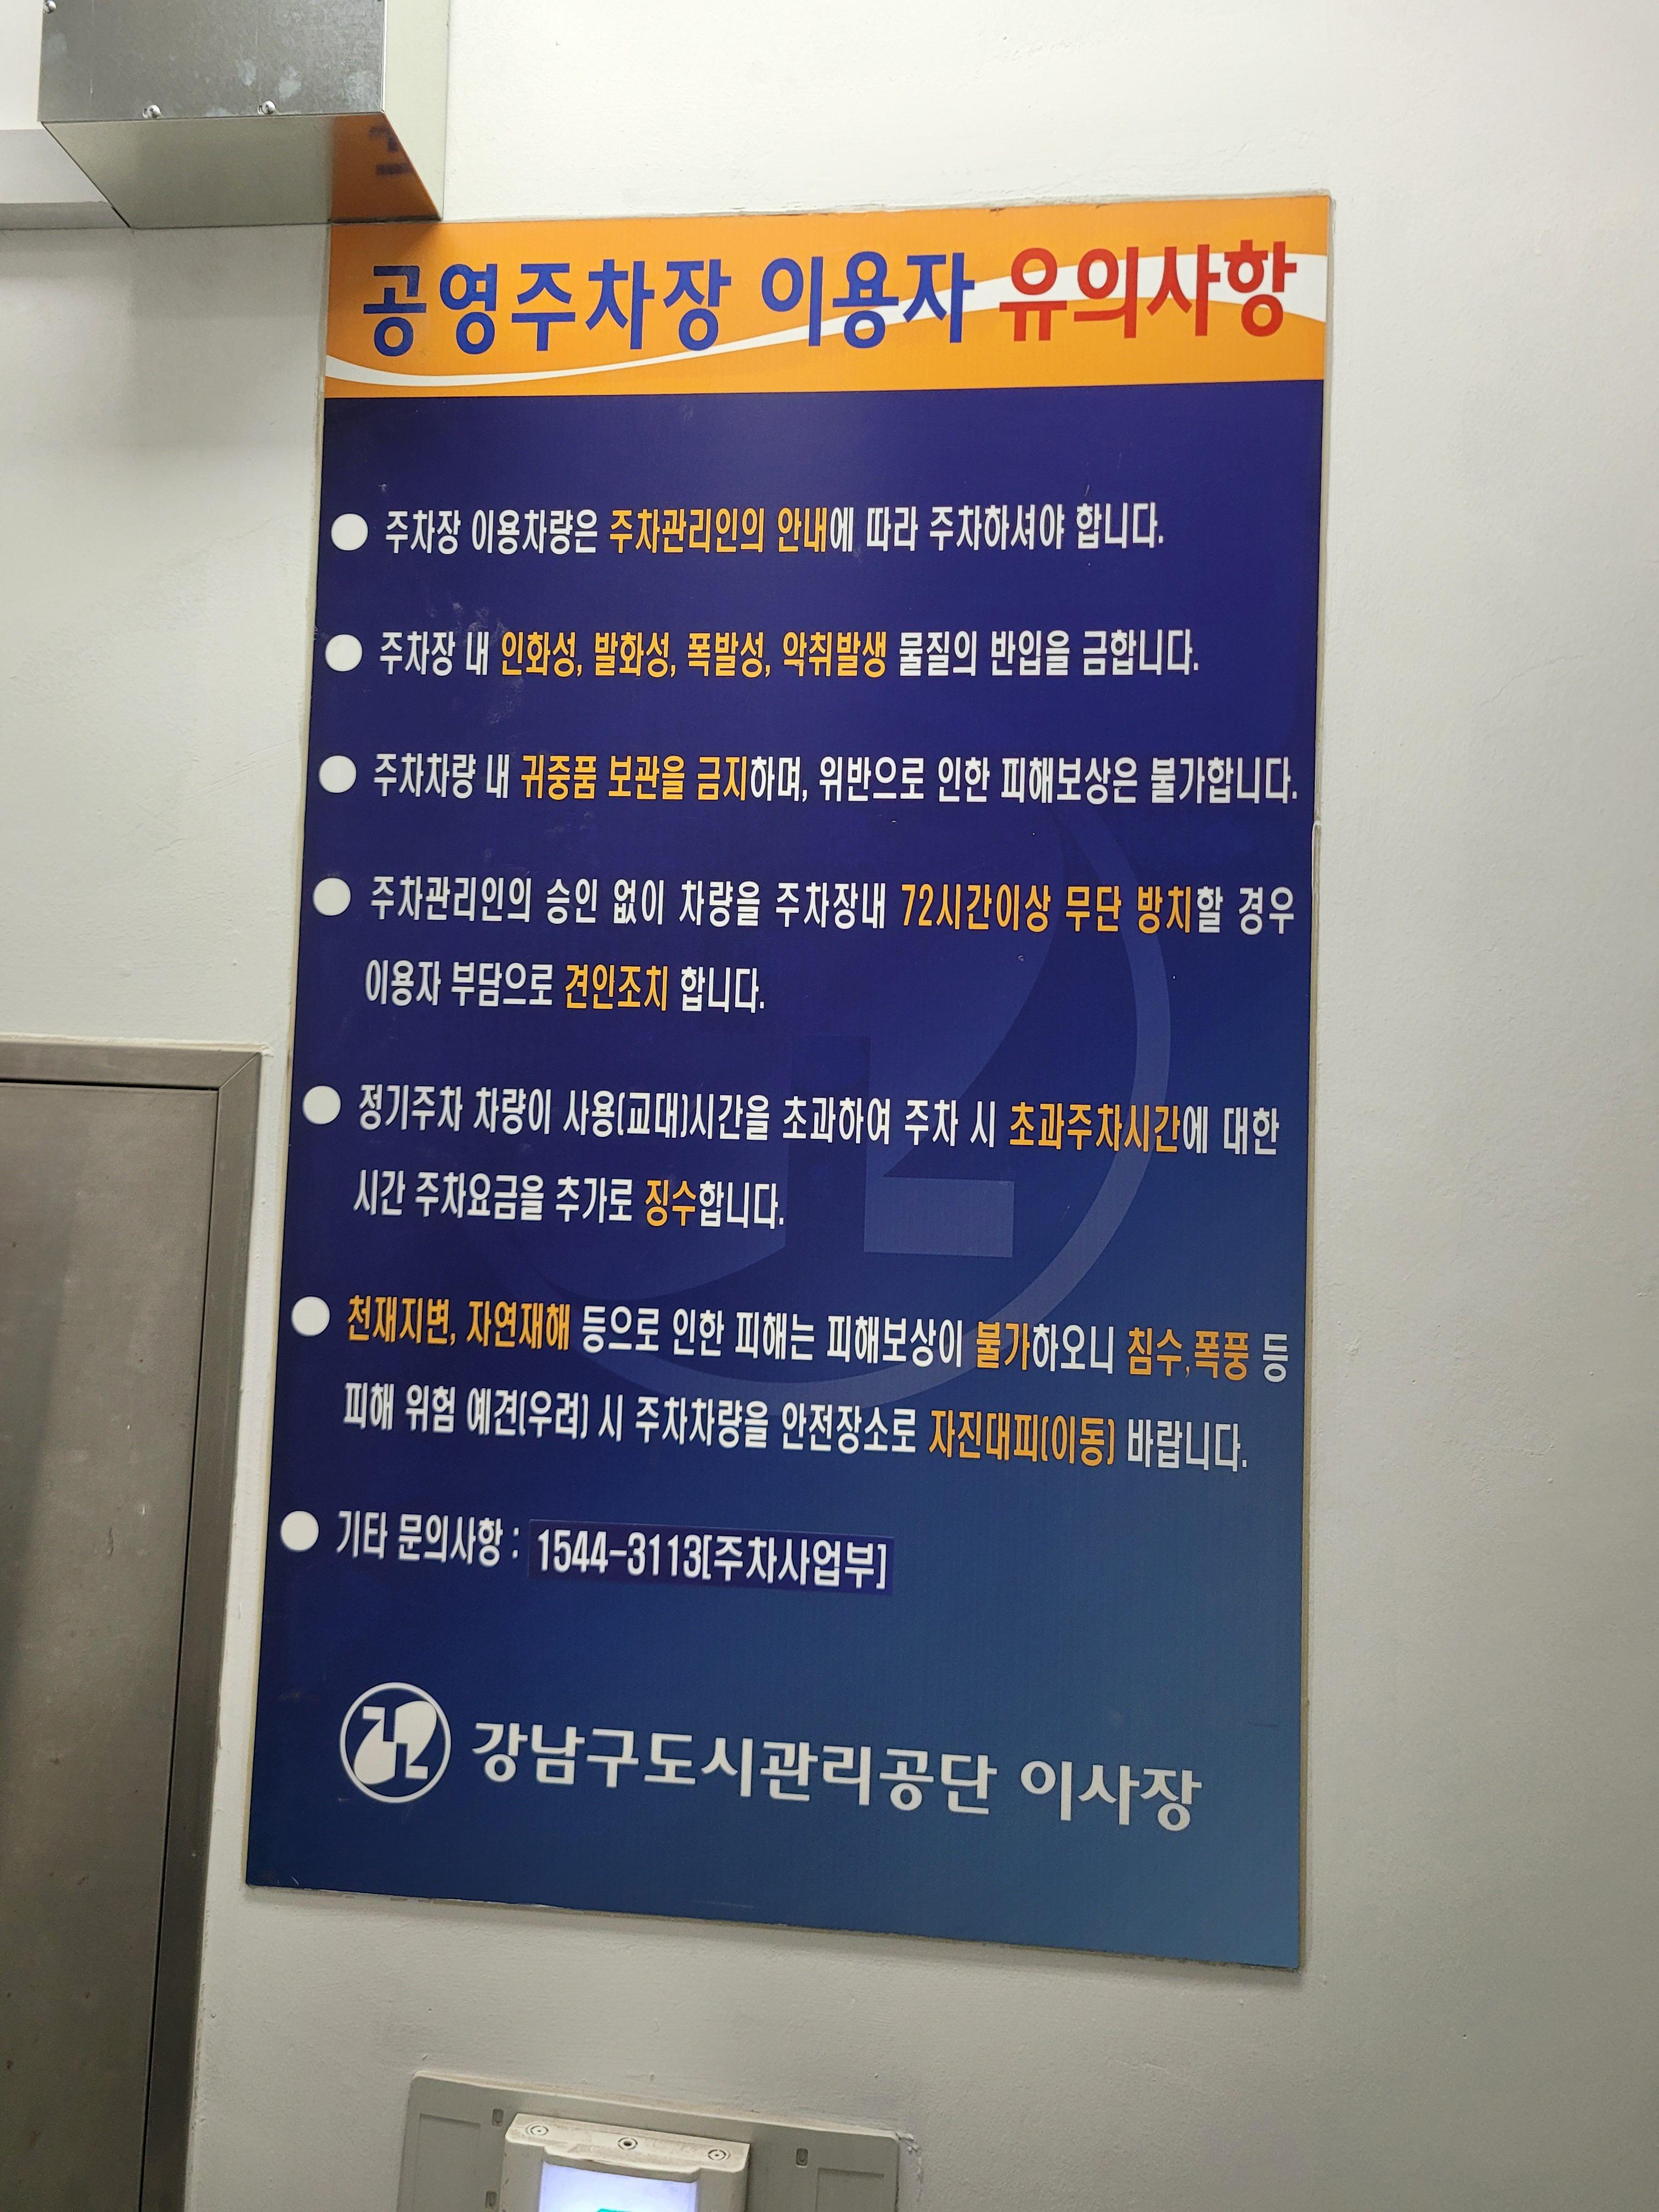 공영주차장 이용자 유의사항
● 주차장 이용차량은 주차관리인의 안내에 따라 주차하셔야 합니다.
● 주차장 내 인화성, 발화성, 폭발성, 악취발생 물질의 반입을 금합니다.
● 주차차량 내 귀중품 보관을 금지하며, 위반으로 인한 피해보상은 불가합니다.
● 주차관리인의 승인 없이 차량을 주차장내 72시간이상 무단 방치할 경우
이용자 부담으로 견인조치 합니다.
● 정기주차 차량이 사용(교대)시간을 초과하여 주차 시 초과주차시간에 대한
시간 주차요금을 추가로 징수합니다.
● 천재지변, 자연재해 등으로 인한 피해는 피해보상이 불가하오니 침수,폭풍 등
피해 위험 예견(우려) 시 주차차량을 안전장소로 자진대피(이동) 바랍니다.
● 기타 문의사항 : 1544-3113[주차사업부]
강남구도시관리공단 이사장